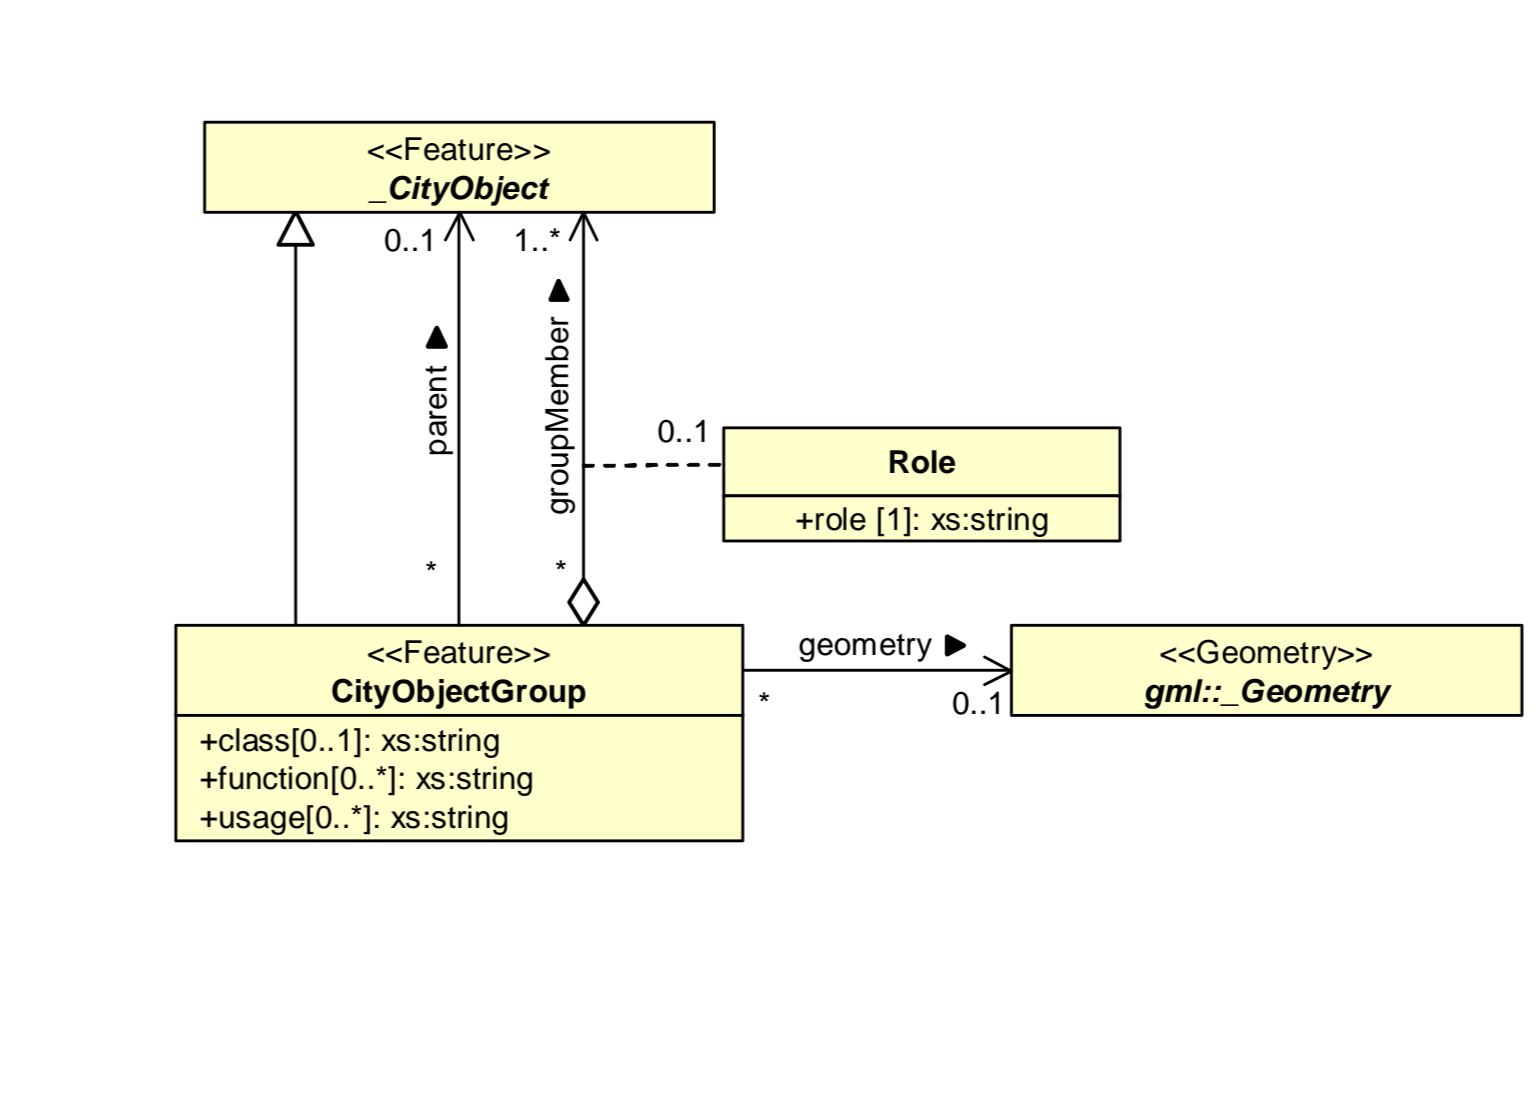 <<Feature>>
_CityObject
0..1
1..*
parent
groupMember
0..1
Role
+role [1]: xs:string
*
*
<<Feature>>
CityObjectGroup
+class[0..1]: xs:string
+function[0..*]: xs:string
+usage[0..*]: xs:string
geometry
*
0..1
<<Geometry>>
gml::_Geometry